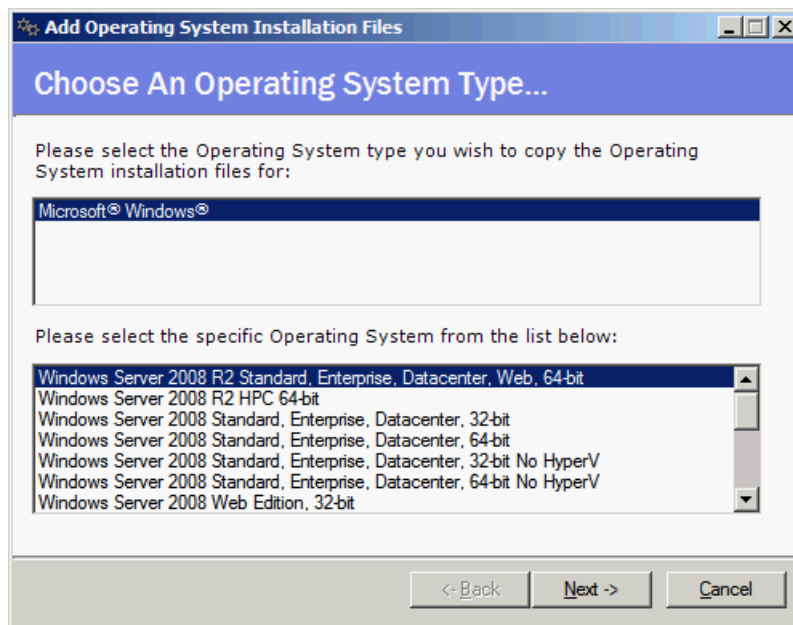 Add Operating System Installation Files
Choose An Operating System Type...
Please select the Operating System type you wish to copy the Operating
System installation files for:
Microsoft® Windows®
Please select the specific Operating System from the list below:
Windows Server 2008 R2 Standard, Enterprise, Datacenter, Web, 64-bit
Windows Server 2008 R2 HPC 64-bit
Windows Server 2008 Standard, Enterprise, Datacenter, 32-bit
Windows Server 2008 Standard, Enterprise, Datacenter, 64-bit
Windows Server 2008 Standard, Enterprise, Datacenter, 32-bit No HyperV
Windows Server 2008 Standard, Enterprise, Datacenter, 64-bit No HyperV
Windows Server 2008 Web Edition, 32-bit
<- Back Next -> Cancel